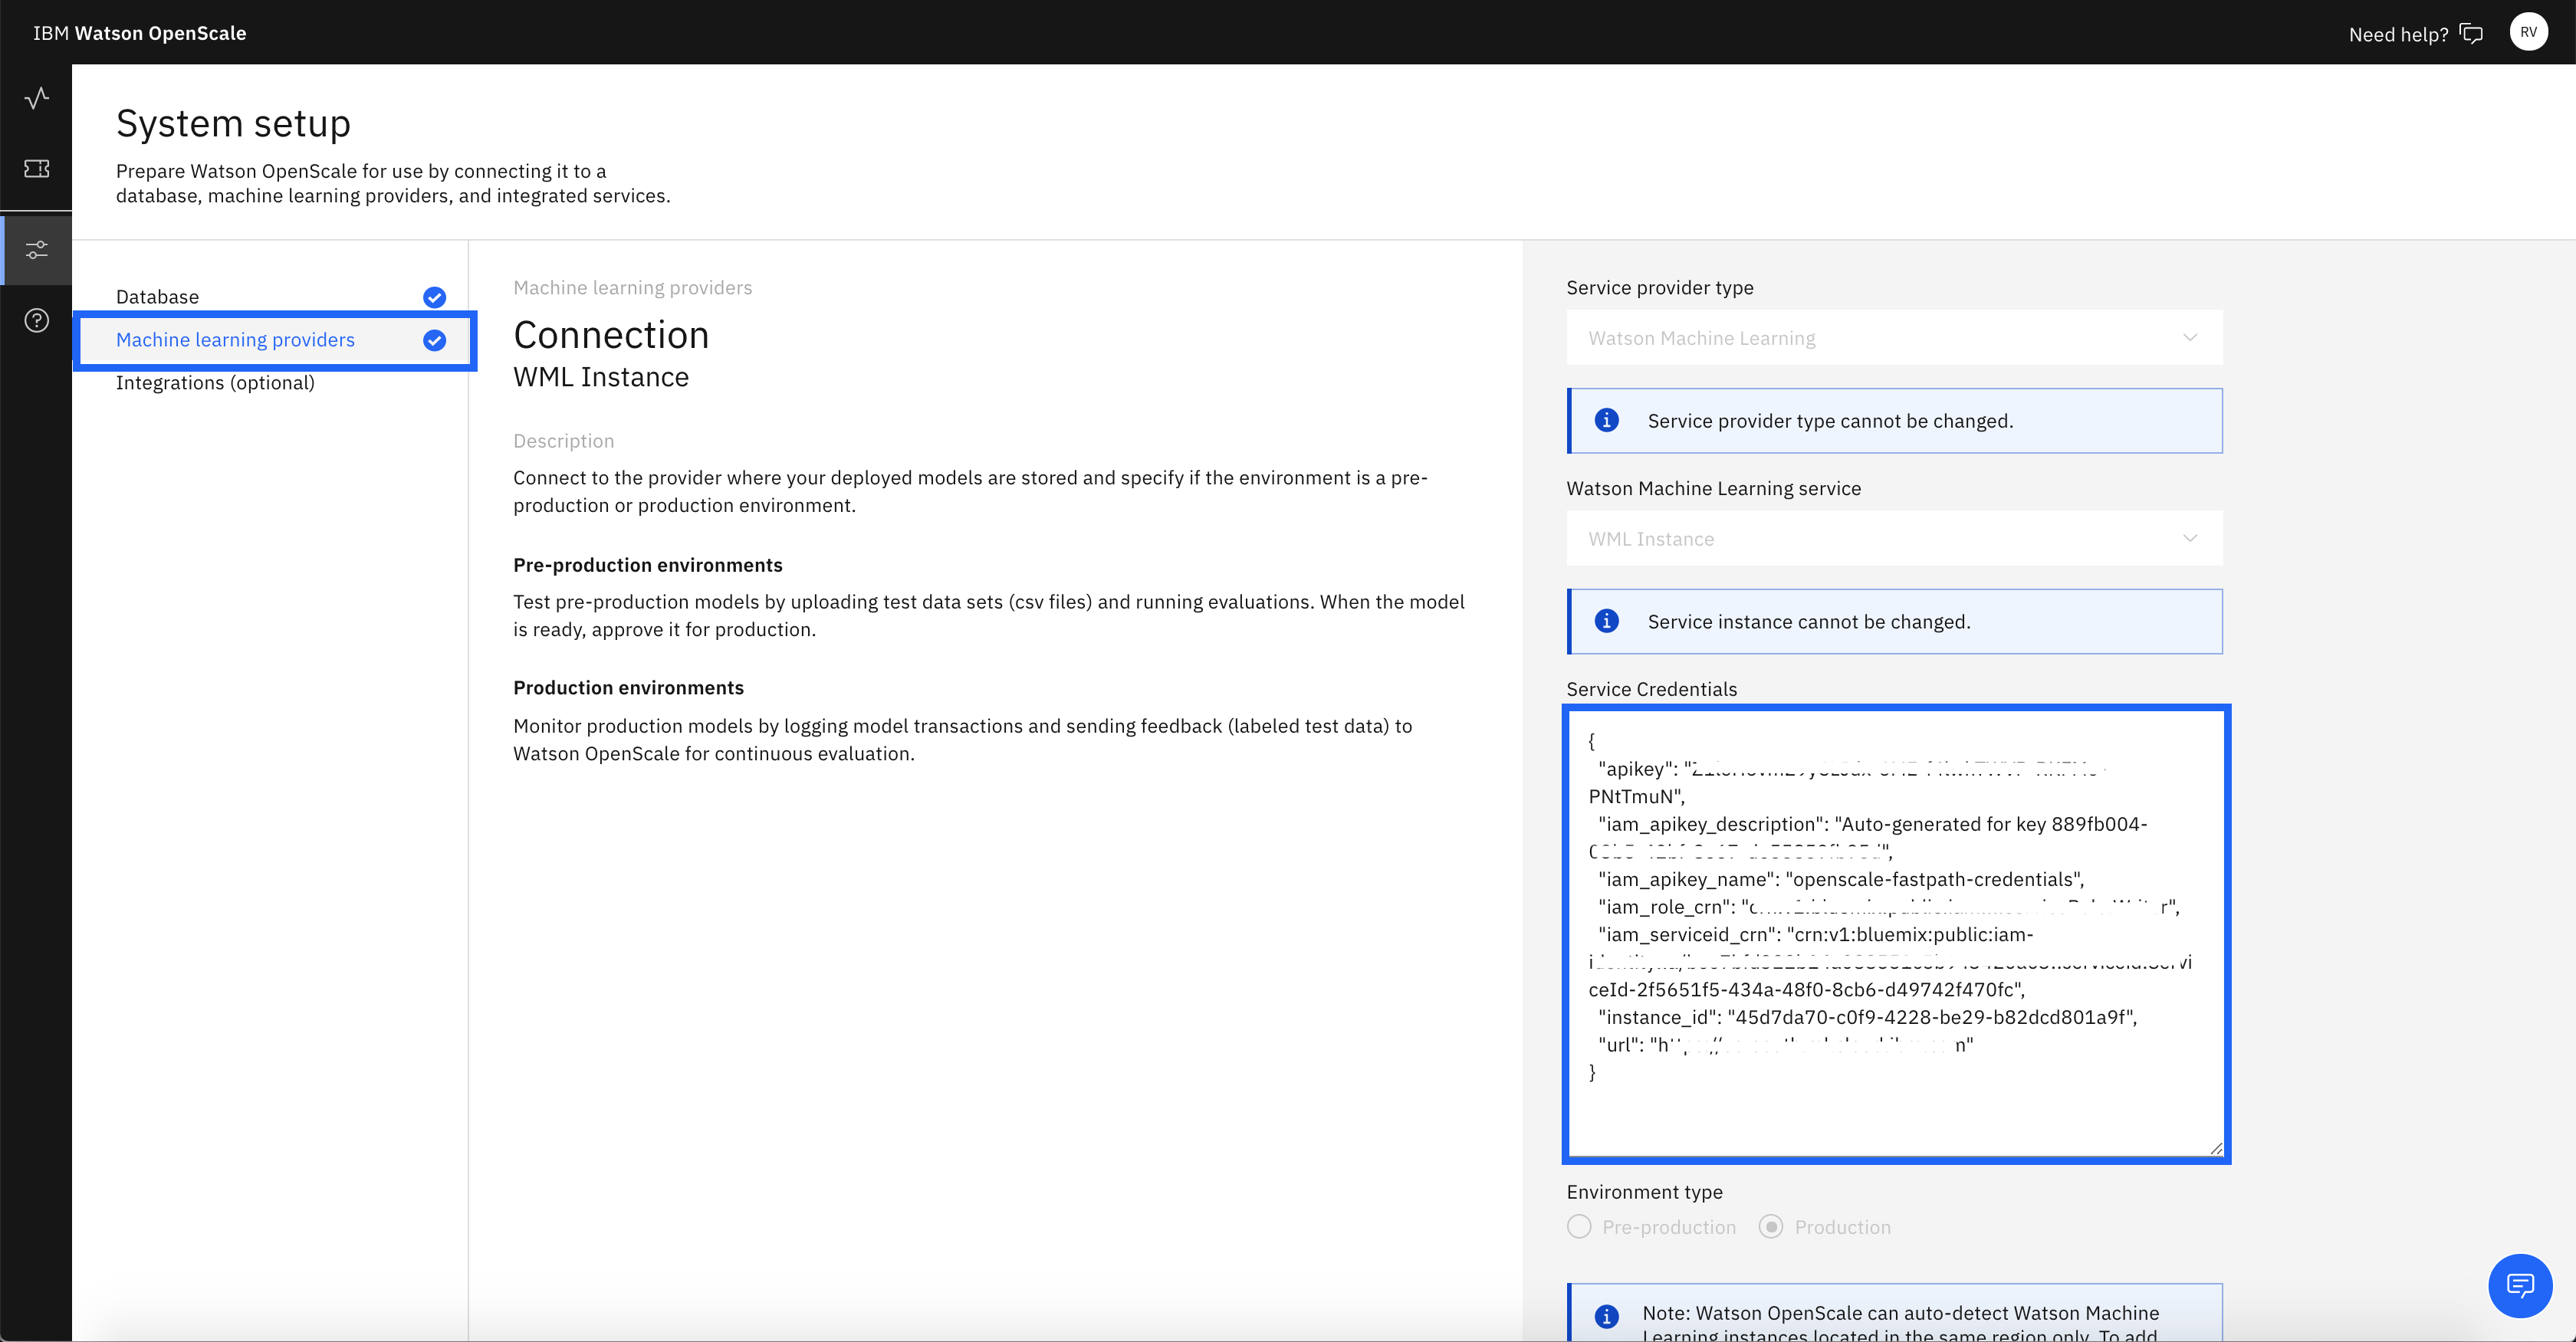 IBM Watson OpenScale
Need help?
RV
System setup
Prepare Watson OpenScale for use by connecting it to a
database, machine learning providers, and integrated services.
Database
Machine learning providers
Integrations (optional)
Machine learning providers
Connection
WML Instance
Description
Connect to the provider where your deployed models are stored and specify if the environment is a pre-
production or production environment.
Pre-production environments
Test pre-production models by uploading test data sets (csv files) and running evaluations. When the model
is ready, approve it for production.
Production environments
Monitor production models by logging model transactions and sending feedback (labeled test data) to
Watson OpenScale for continuous evaluation.
Service provider type
Watson Machine Learning
Service provider type cannot be changed.
Watson Machine Learning service
WML Instance
Service instance cannot be changed.
Service Credentials
{
"apikey":
PNtTmuN",
"iam_apikey_description": "Auto-generated for key 889fb004-
"iam_apikey_name": "openscale-fastpath-credentials",
"iam_role_crn":
"iam_serviceid_crn": "crn:v1:bluemix:public:iam-
ceId-2f5651f5-434a-48f0-8cb6-d49742f470fc",
"instance_id": "45d7da70-c0f9-4228-be29-b82dcd801a9f",
"url":
}
Environment type
Pre-production
Production
Note: Watson OpenScale can auto-detect Watson Machine
Learning instances located in the same region only. To add